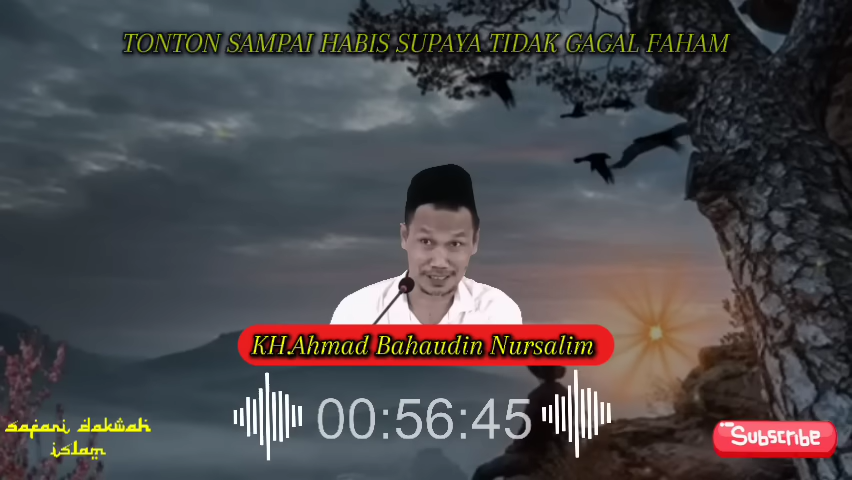 TONTON SAMPAI HABIS SUPAYA TIDAK GAGAL FAHAM
KH.Ahmad Bahaudin Nursalim
00:56:45
safari dakwah
islam
Subscribe